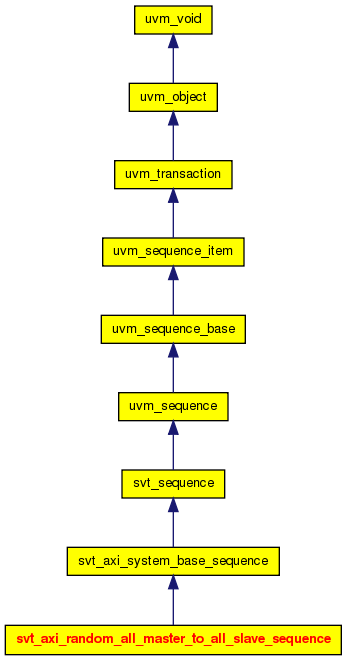 uvm_void
uvm_object
uvm_transaction
uvm_sequence_item
uvm_sequence_base
uvm_sequence
svt_sequence
svt_axi_system_base_sequence
svt_axi_random_all_master_to_all_slave_sequence